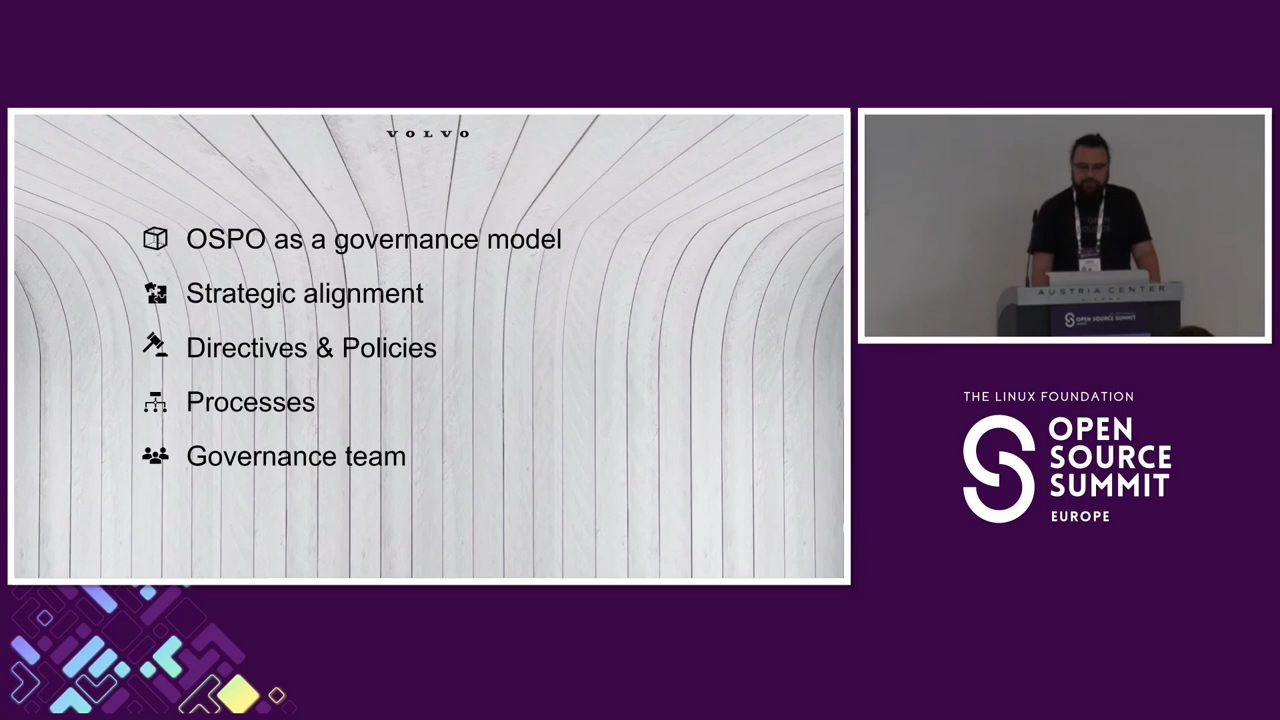 VOLVO
OSPO as a governance model
Strategic alignment
Directives & Policies
Processes
Governance team
AUSTRIA CENTER
OPEN SOURCE SUMMIT
THE LINUX FOUNDATION
OPEN
SOURCE
SUMMIT
EUROPE